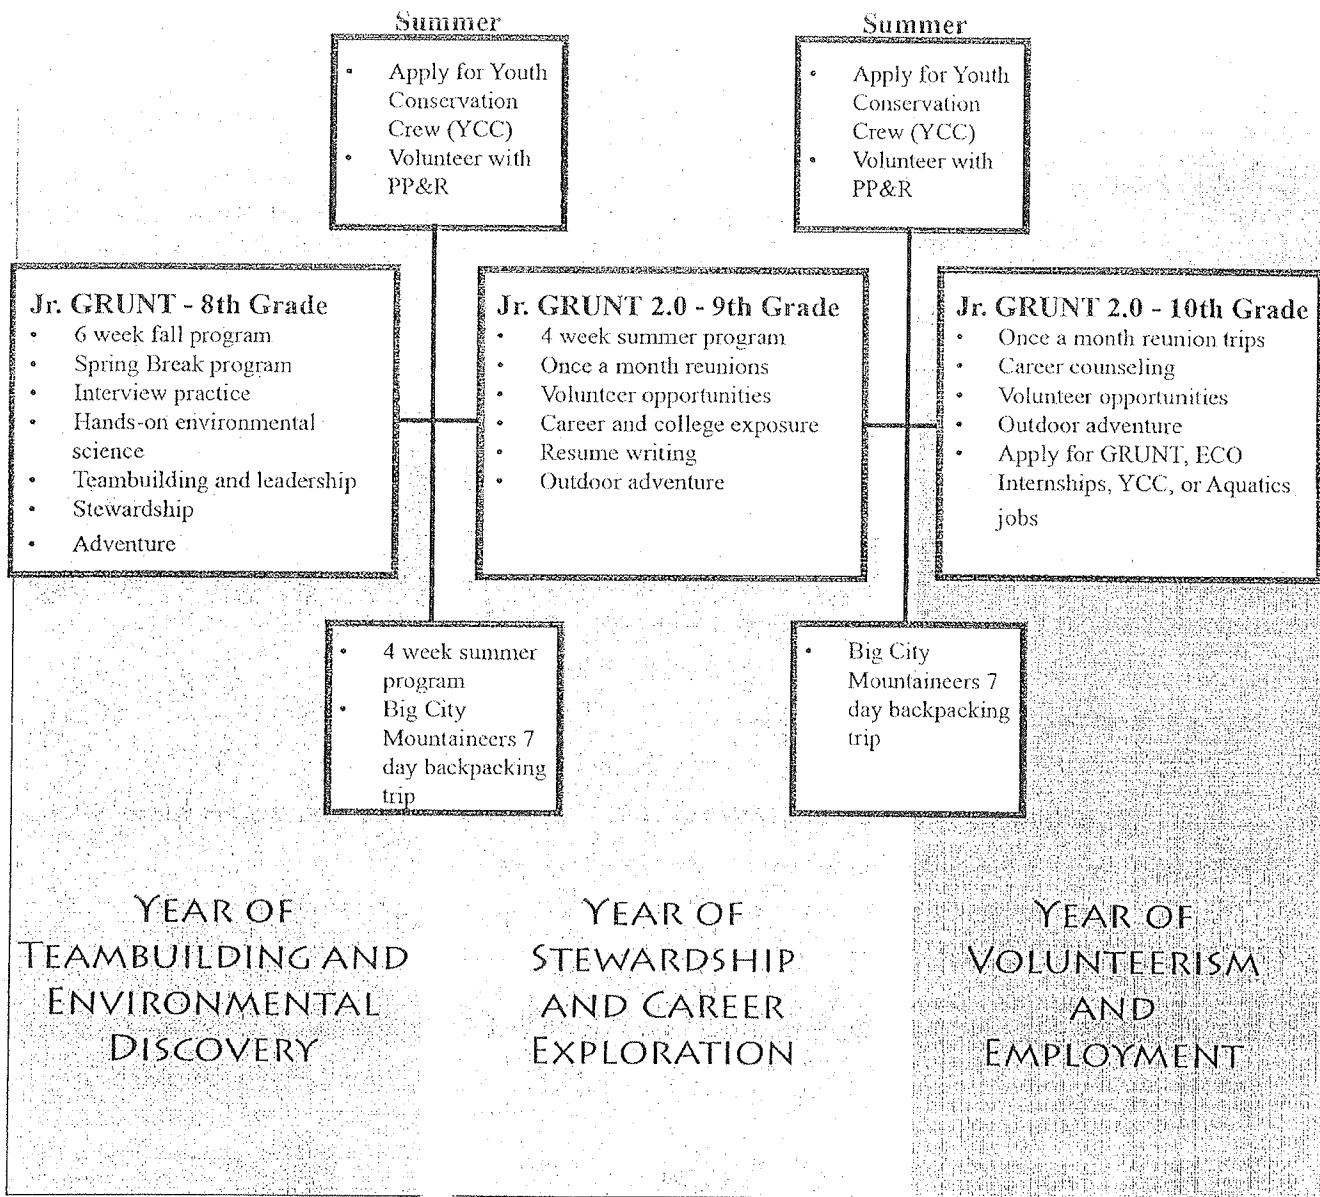 Summer
• Apply for Youth
Conservation
Crew (YCC)
• Volunteer with
PP&R
Summer
• Apply for Youth
Conservation
Crew (YCC)
• Volunteer with
PP&R
Jr. GRUNT - 8th Grade
• 6 week fall program
• Spring Break program
• Interview practice
• Hands-on environmental
science
• Teambuilding and leadership
• Stewardship
• Adventure
Jr. GRUNT 2.0 - 9th Grade
• 4 week summer program
• Once a month reunions
• Volunteer opportunities
• Career and college exposure
• Resume writing
• Outdoor adventure
Jr. GRUNT 2.0 - 10th Grade
• Once a month reunion trips
• Career counseling
• Volunteer opportunities
• Outdoor adventure
• Apply for GRUNT, ECO
Internships, YCC, or Aquatics
jobs
• 4 week summer
program
• Big City
Mountaineers 7
day backpacking
trip
• Big City
Mountaineers 7
day backpacking
trip
YEAR OF
TEAMBUILDING AND
ENVIRONMENTAL
DISCOVERY
YEAR OF
STEWARDSHIP
AND CAREER
EXPLORATION
YEAR OF
VOLUNTEERISM
AND
EMPLOYMENT